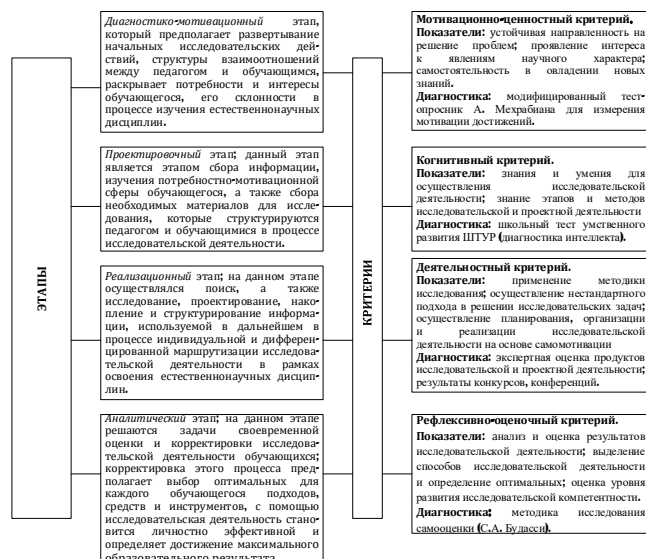 ЭТАПЫ
Диагностико-мотивационный этап,
который предполагает развертывание
начальных исследовательских дей-
ствий, структуры взаимоотношений
между педагогом и обучающимся,
раскрывает потребности и интересы
обучающегося, его склонности в
процессе изучения естественнонаучных
дисциплин.
Проектировочный этап; данный этап
является этапом сбора информации,
изучения потребностно-мотивационной
сферы обучающегося, а также сбора
необходимых материалов для иссле-
дования, которые структурируются
педагогом и обучающимися в процессе
исследовательской деятельности.
Реализационный этап; на данном этапе
осуществлялся поиск, а также
исследование, проектирование, нако-
пление и структурирование информа-
ции, используемой в дальнейшем в
процессе индивидуальной и дифферен-
цированной маршрутизации исследо-
вательской деятельности в рамках
освоения естественнонаучных дисцип-
лин.
Аналитический этап; на данном этапе
решаются задачи своевременной
оценки и корректировки исследова-
тельской деятельности обучающихся;
корректировка этого процесса пред-
полагает выбор оптимальных для
каждого обучающегося подходов,
средств и инструментов, с помощью
исследовательская деятельность стано-
вится личностно эффективной и
определяет достижение максимального
образовательного результата.
КРИТЕРИИ
Мотивационно-ценностный критерий.
Показатели: устойчивая направленность на
решение проблем; проявление интереса
к явлениям научного характера;
самостоятельность в овладении новых
знаний.
Диагностика: модифицированный тест-
опросник А. Мехрабиана для измерения
мотивации достижений.
Когнитивный критерий.
Показатели: знания и умения для
осуществления исследовательской
деятельности; знание этапов и методов
исследовательской и проектной деятельности
Диагностика: школьный тест умственного
развития ШТУР (диагностика интеллекта).
Деятельностный критерий.
Показатели: применение методики
исследования; осуществление нестандартного
подхода в решении исследовательских задач;
осуществление планирования, организации
и реализации исследовательской
деятельности на основе самомотивации
Диагностика: экспертная оценка продуктов
исследовательской и проектной деятельности;
результаты конкурсов, конференций.
Рефлексивно-оценочный критерий.
Показатели: анализ и оценка результатов
исследовательской деятельности; выделение
способов исследовательской деятельности
и определение оптимальных; оценка уровня
развития исследовательской компетентности.
Диагностика; методика исследования
самооценки (С.А. Будасси).